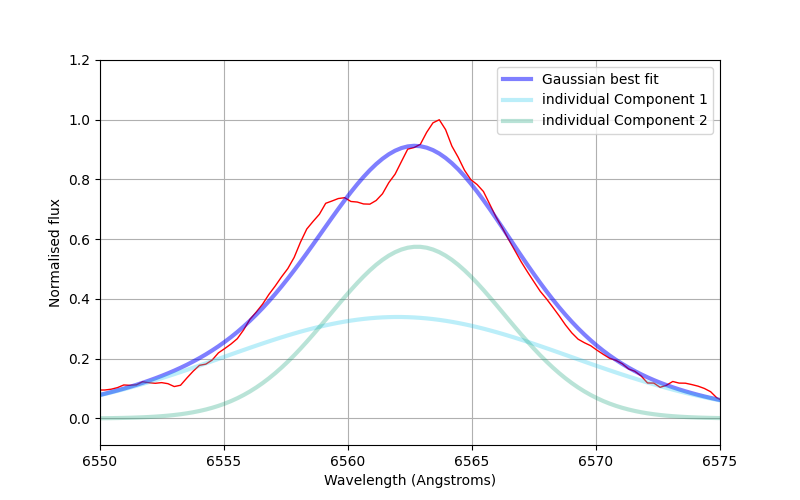 1.2
1.0
0.8
0.6
0.4
0.2
0.0
Normalised flux
Gaussian best fit
individual Component 1
individual Component 2
6550 6555 6560 6565 6570 6575
Wavelength (Angstroms)